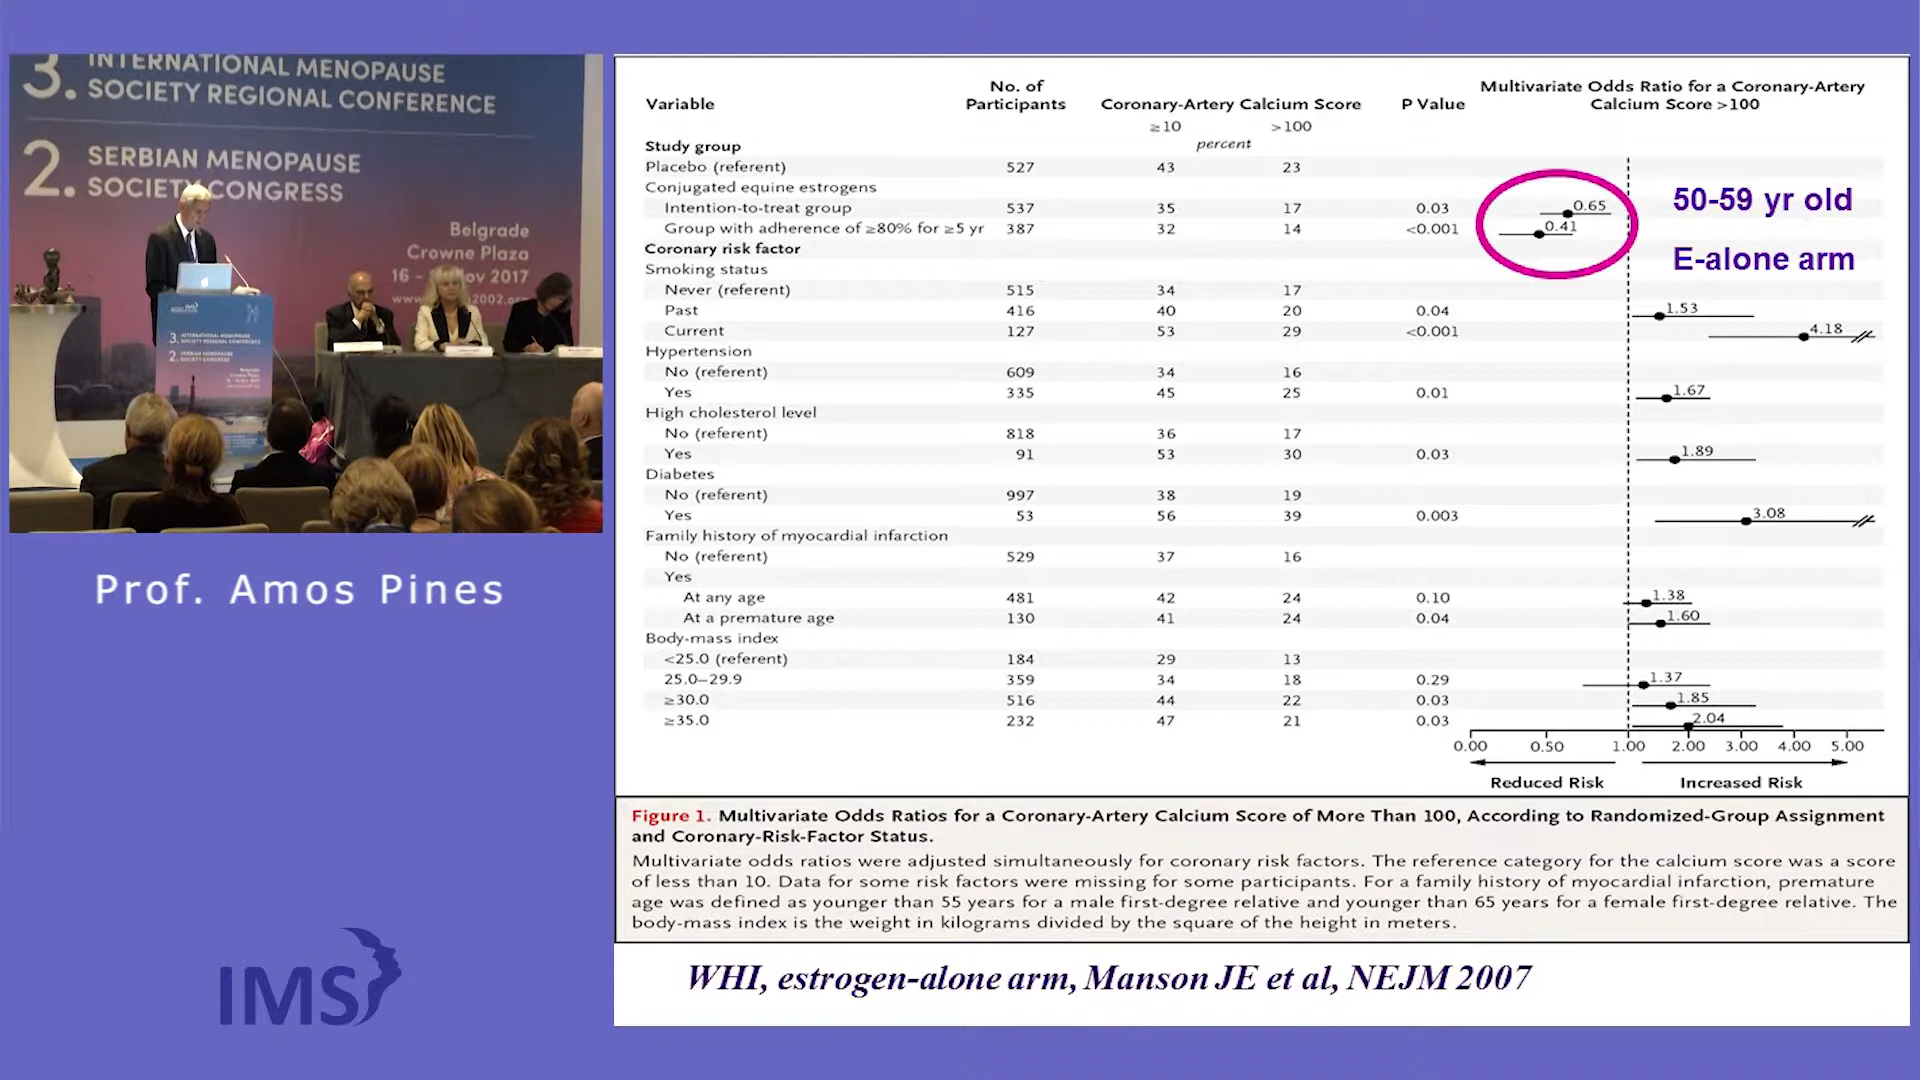 INTERNATIONAL MENOPAUSE
3. SOCIETY REGIONAL CONFERENCE
2. SERBIAN MENOPAUSE
SOCIETY CONGRESS
Belgrade
Crowne Plaza
2017
IMS
3. INTERNATIONAL MENOPAUSE
SOCIETY REGIONAL CONFERENCE
2. SERBIAN MENOPAUSE
SOCIETY CONGRESS
Prof. Amos Pines
IMS
Variable No. of Participants Coronary-Artery Calcium Score P Value Multivariate Odds Ratio for a Coronary-Artery
Calcium Score >100
≥10 >100
Study group percent
Placebo (referent) 527 43 23
Conjugated equine estrogens
Intention-to-treat group 537 35 17 0.03 0.65
Group with adherence of ≥80% for ≥5 yr 387 32 14 <0.001 0.41
50-59 yr old
E-alone arm
Coronary risk factor
Smoking status
Never (referent) 515 34 17
Past 416 40 20 0.04 1.53
Current 127 53 29 <0.001 4.18
Hypertension
No (referent) 609 34 16
Yes 335 45 25 0.01 1.67
High cholesterol level
No (referent) 818 36 17
Yes 91 53 30 0.03 1.89
Diabetes
No (referent) 997 38 19
Yes 53 56 39 0.003 3.08
Family history of myocardial infarction
No (referent) 529 37 16
Yes
At any age 481 42 24 0.10 1.38
At a premature age 130 41 24 0.04 1.60
Body-mass index
<25.0 (referent) 184 29 13
25.0–29.9 359 34 18 0.29 1.37
≥30.0 516 44 22 0.03 1.85
≥35.0 232 47 21 0.03 2.04
0.00 0.50 1.00 2.00 3.00 4.00 5.00
Reduced Risk Increased Risk
Figure 1. Multivariate Odds Ratios for a Coronary-Artery Calcium Score of More Than 100, According to Randomized-Group Assignment
and Coronary-Risk-Factor Status.
Multivariate odds ratios were adjusted simultaneously for coronary risk factors. The reference category for the calcium score was a score
of less than 10. Data for some risk factors were missing for some participants. For a family history of myocardial infarction, premature
age was defined as younger than 55 years for a male first-degree relative and younger than 65 years for a female first-degree relative. The
body-mass index is the weight in kilograms divided by the square of the height in meters.
WHI, estrogen-alone arm, Manson JE et al, NEJM 2007